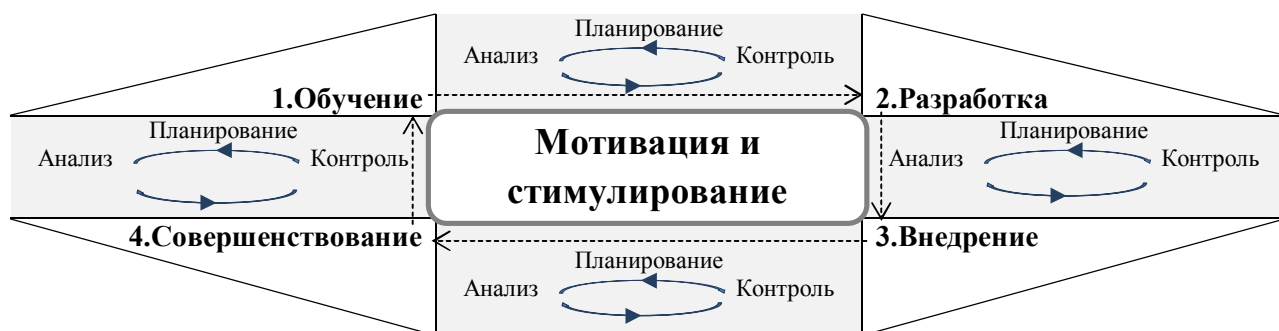 Планирование
Анализ
Контроль
1.Обучение
2.Разработка
Планирование
Анализ
Контроль
Мотивация и
стимулирование
Планирование
Анализ
Контроль
4.Совершенствование
3.Внедрение
Планирование
Анализ
Контроль